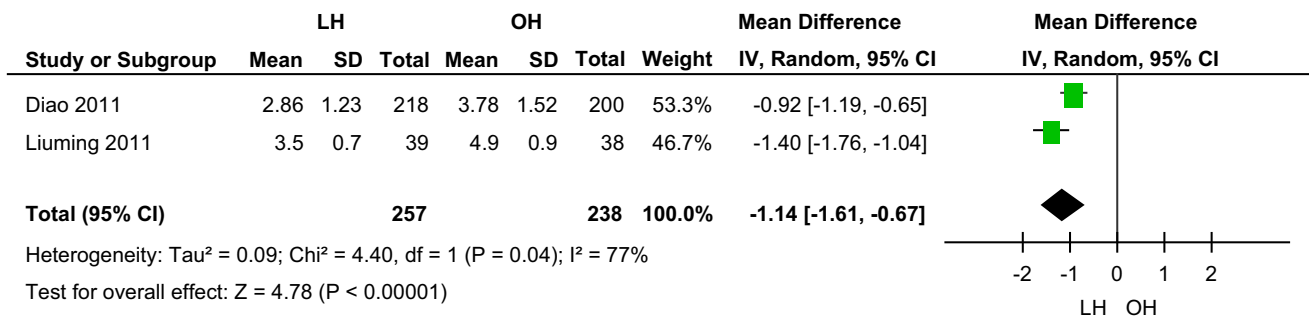 LH OH Mean Difference Mean Difference
Study or Subgroup Mean SD Total Mean SD Total Weight IV, Random, 95% CI IV, Random, 95% CI
Diao 2011 2.86 1.23 218 3.78 1.52 200 53.3% -0.92 [-1.19, -0.65]
Liuming 2011 3.5 0.7 39 4.9 0.9 38 46.7% -1.40 [-1.76, -1.04]
Total (95% CI) 257 238 100.0% -1.14 [-1.61, -0.67]
Heterogeneity: Tau² = 0.09; Chi² = 4.40, df = 1 (P = 0.04); I² = 77%
Test for overall effect: Z = 4.78 (P < 0.00001)
-2 -1 0 1 2
LH OH